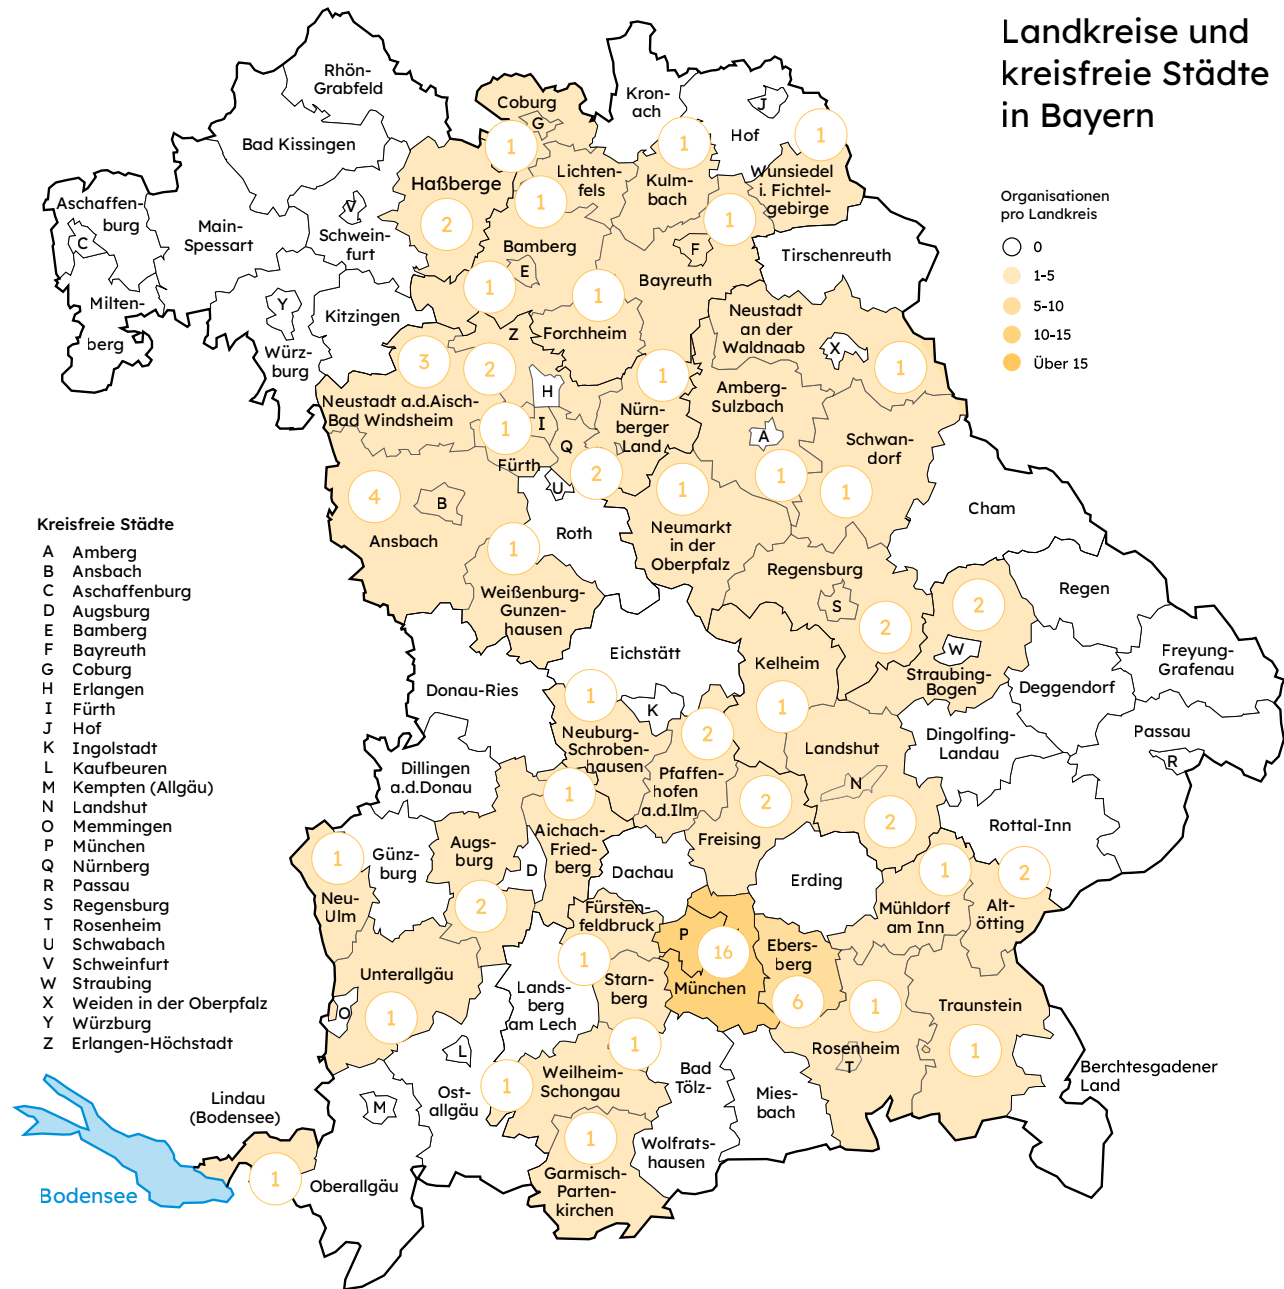 Landkreise und
kreisfreie Städte
in Bayern
Organisationen
pro Landkreis
0
1-5
5-10
10-15
Über 15
Rhön-
Grabfeld
Bad Kissingen
Coburg
G
1
Kron-
ach
J
Hof
1
1
Aschaffen-
burg
C
Main-
Spessart
V
Schwein-
furt
Haßberge
2
Lichten-
fels
1
Kulm-
bach
Wunsiedel
i. Fichtel-
gebirge
1
Bamberg
E
1
F
Bayreuth
Tirschenreuth
Milten-
berg
Y
Würz-
burg
Kitzingen
Z
1
Forchheim
Neustadt
an der
Waldnaab
X
1
3
2
H
1
Amberg-
Sulzbach
A
Neustadt a.d.Aisch-
Bad Windsheim
1
I
Q
Fürth
Nürn-
berger
Land
2
1
Schwan-
dorf
1
4
B
Ansbach
U
Roth
1
Neumarkt
in der
Oberpfalz
Cham
1
Weißenburg-
Gunzen-
hausen
Regensburg
S
2
2
W
Straubing-
Bogen
Regen
Eichstätt
Kelheim
1
Freyung-
Grafenau
Deggendorf
Donau-Ries
1
K
Neuburg-
Schroben-
hausen
2
Pfaffen-
hofen
a.d.Ilm
Landshut
N
2
Dingolfing-
Landau
Passau
R
Dillingen
a.d.Donau
1
Aichach-
Fried-
berg
2
Freising
Rottal-Inn
1
Neu-
Ulm
Günz-
burg
Augs-
burg
D
2
Dachau
Erding
1
Mühldorf
am Inn
2
Alt-
ötting
Fürsten-
feldbruck
1
P
16
München
Ebers-
berg
6
Unterallgäu
1
O
Lands-
berg
am Lech
Starn-
berg
1
1
Rosenheim
T
Traunstein
1
L
Ost-
allgäu
1
Weilheim-
Schongau
Bad
Tölz-
Wolfrats-
hausen
Mies-
bach
Berchtesgadener
Land
Lindau
(Bodensee)
1
M
Oberallgäu
1
Garmisch-
Parten-
kirchen
Bodensee
Kreisfreie Städte
A Amberg
B Ansbach
C Aschaffenburg
D Augsburg
E Bamberg
F Bayreuth
G Coburg
H Erlangen
I Fürth
J Hof
K Ingolstadt
L Kaufbeuren
M Kempten (Allgäu)
N Landshut
O Memmingen
P München
Q Nürnberg
R Passau
S Regensburg
T Rosenheim
U Schwabach
V Schweinfurt
W Straubing
X Weiden in der Oberpfalz
Y Würzburg
Z Erlangen-Höchstadt